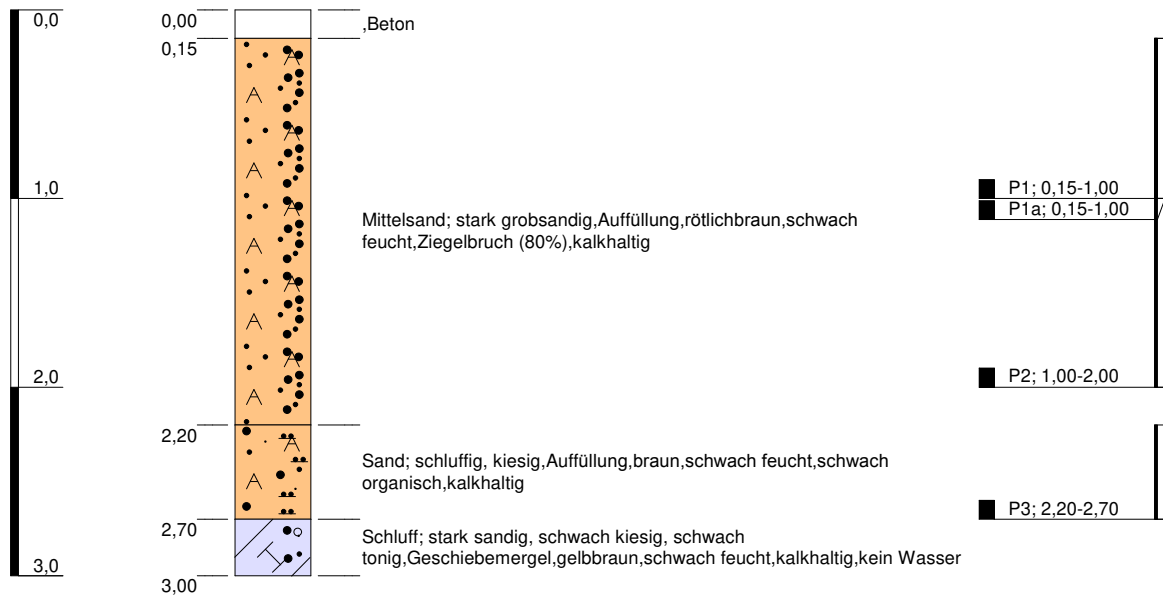 0,0
0,00
,Beton
0,15
1,0
P1; 0,15-1,00
P1a; 0,15-1,00
Mittelsand; stark grobsandig,Auffüllung,rötlichbraun,schwach
feucht,Ziegelbruch (80%),kalkhaltig
2,0
P2; 1,00-2,00
2,20
Sand; schluffig, kiesig,Auffüllung,braun,schwach feucht,schwach
organisch,kalkhaltig
P3; 2,20-2,70
2,70
Schluff; stark sandig, schwach kiesig, schwach
tonig,Geschiebemergel,gelbbraun,schwach feucht,kalkhaltig,kein Wasser
3,0
3,00